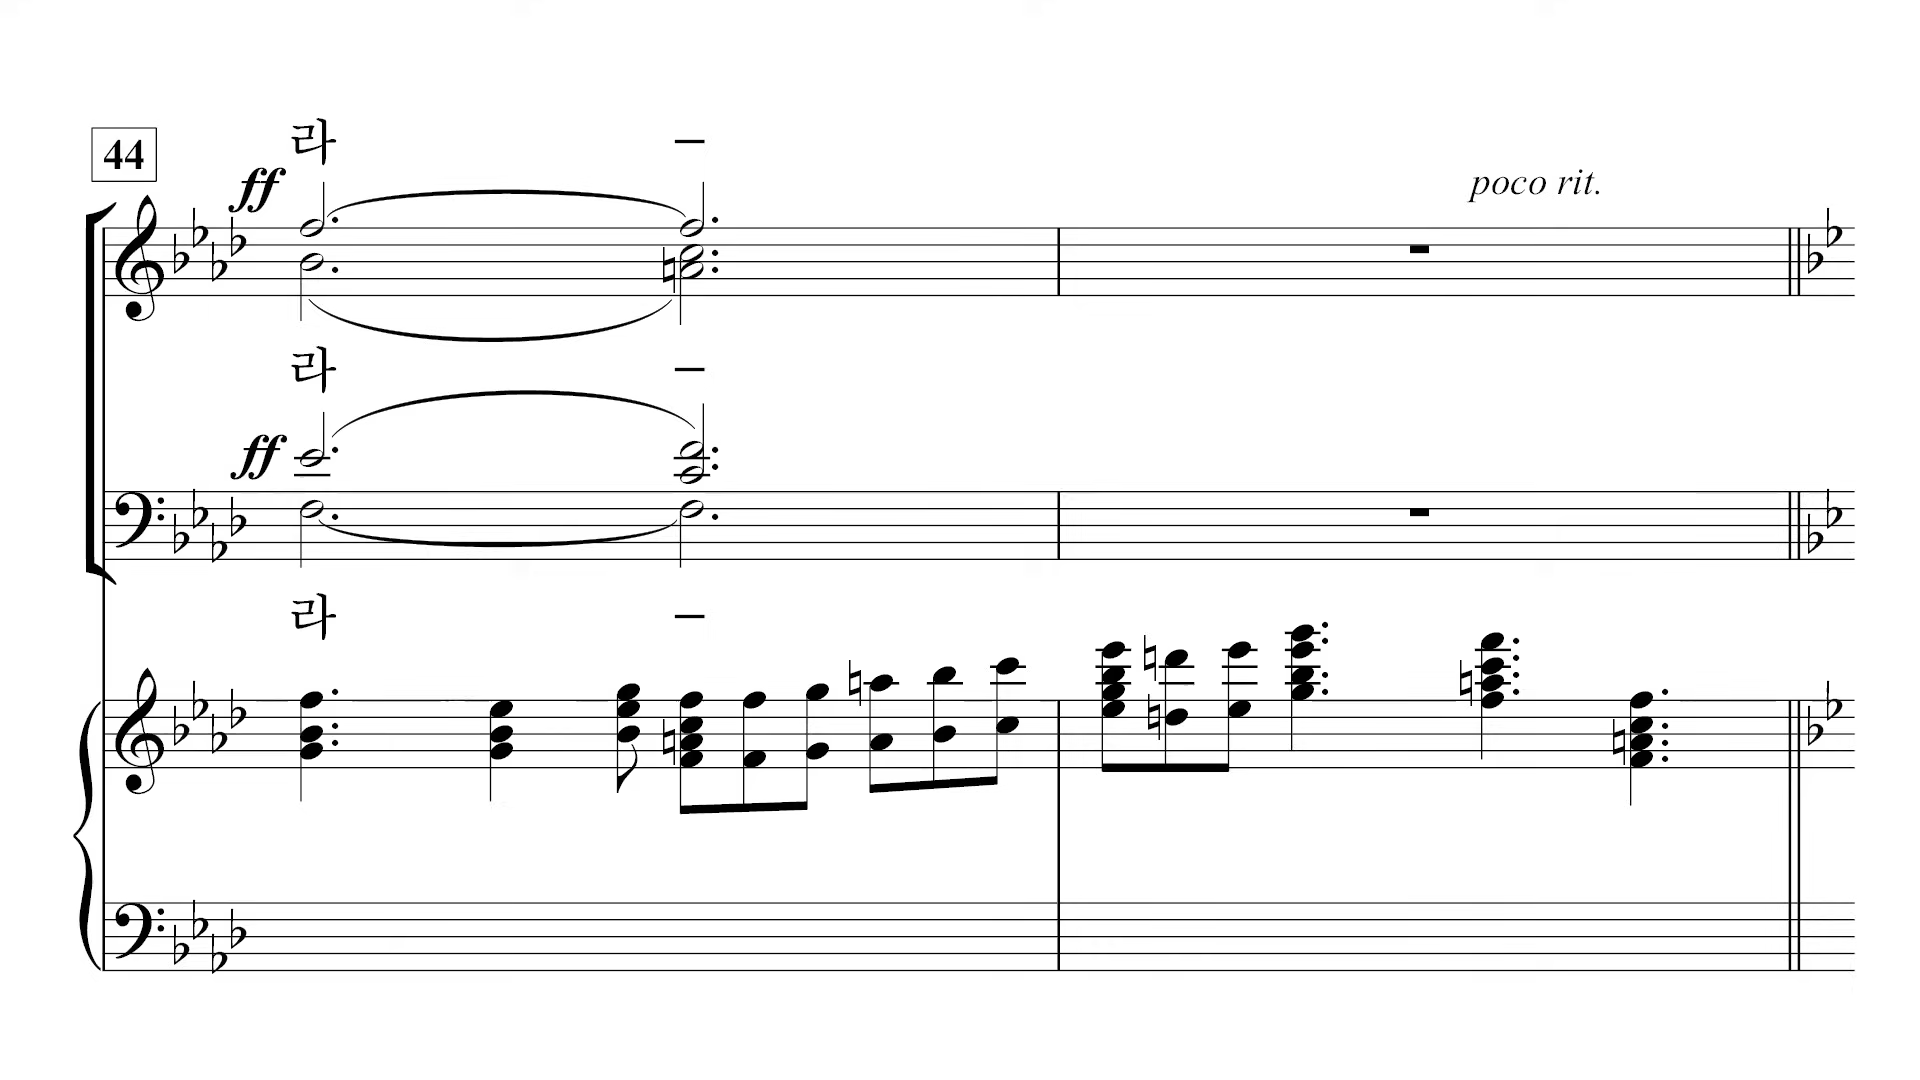 44
라 –
ff
poco rit.
라 –
ff
라 –